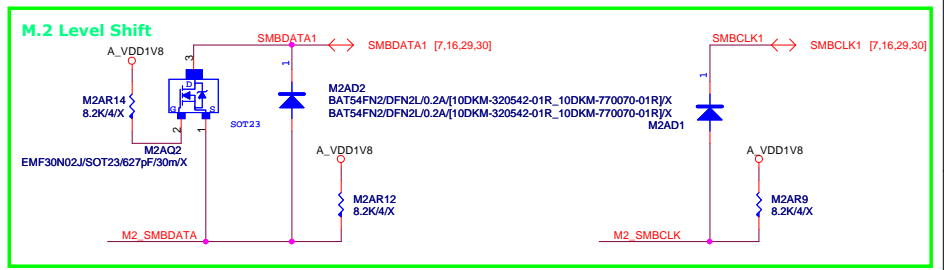 M.2 Level Shift
A_VDD1V8
SMBDATA1
SMBDATA1 [7,16,29,30]
SMBCLK1
SMBCLK1 [7,16,29,30]
3
1
1
D
G
S
M2AR14
8.2K/4/X
M2AD2
BAT54FN2/DFN2L/0.2A/[10DKM-320542-01R_10DKM-770070-01R]/X
BAT54FN2/DFN2L/0.2A/[10DKM-320542-01R_10DKM-770070-01R]/X
M2AD1
SOT23
2
1
M2AQ2
EMF30N02J/SOT23/627pF/30m/X
A_VDD1V8
A_VDD1V8
M2AR12
8.2K/4/X
M2AR9
8.2K/4/X
M2_SMBDATA
M2_SMBCLK